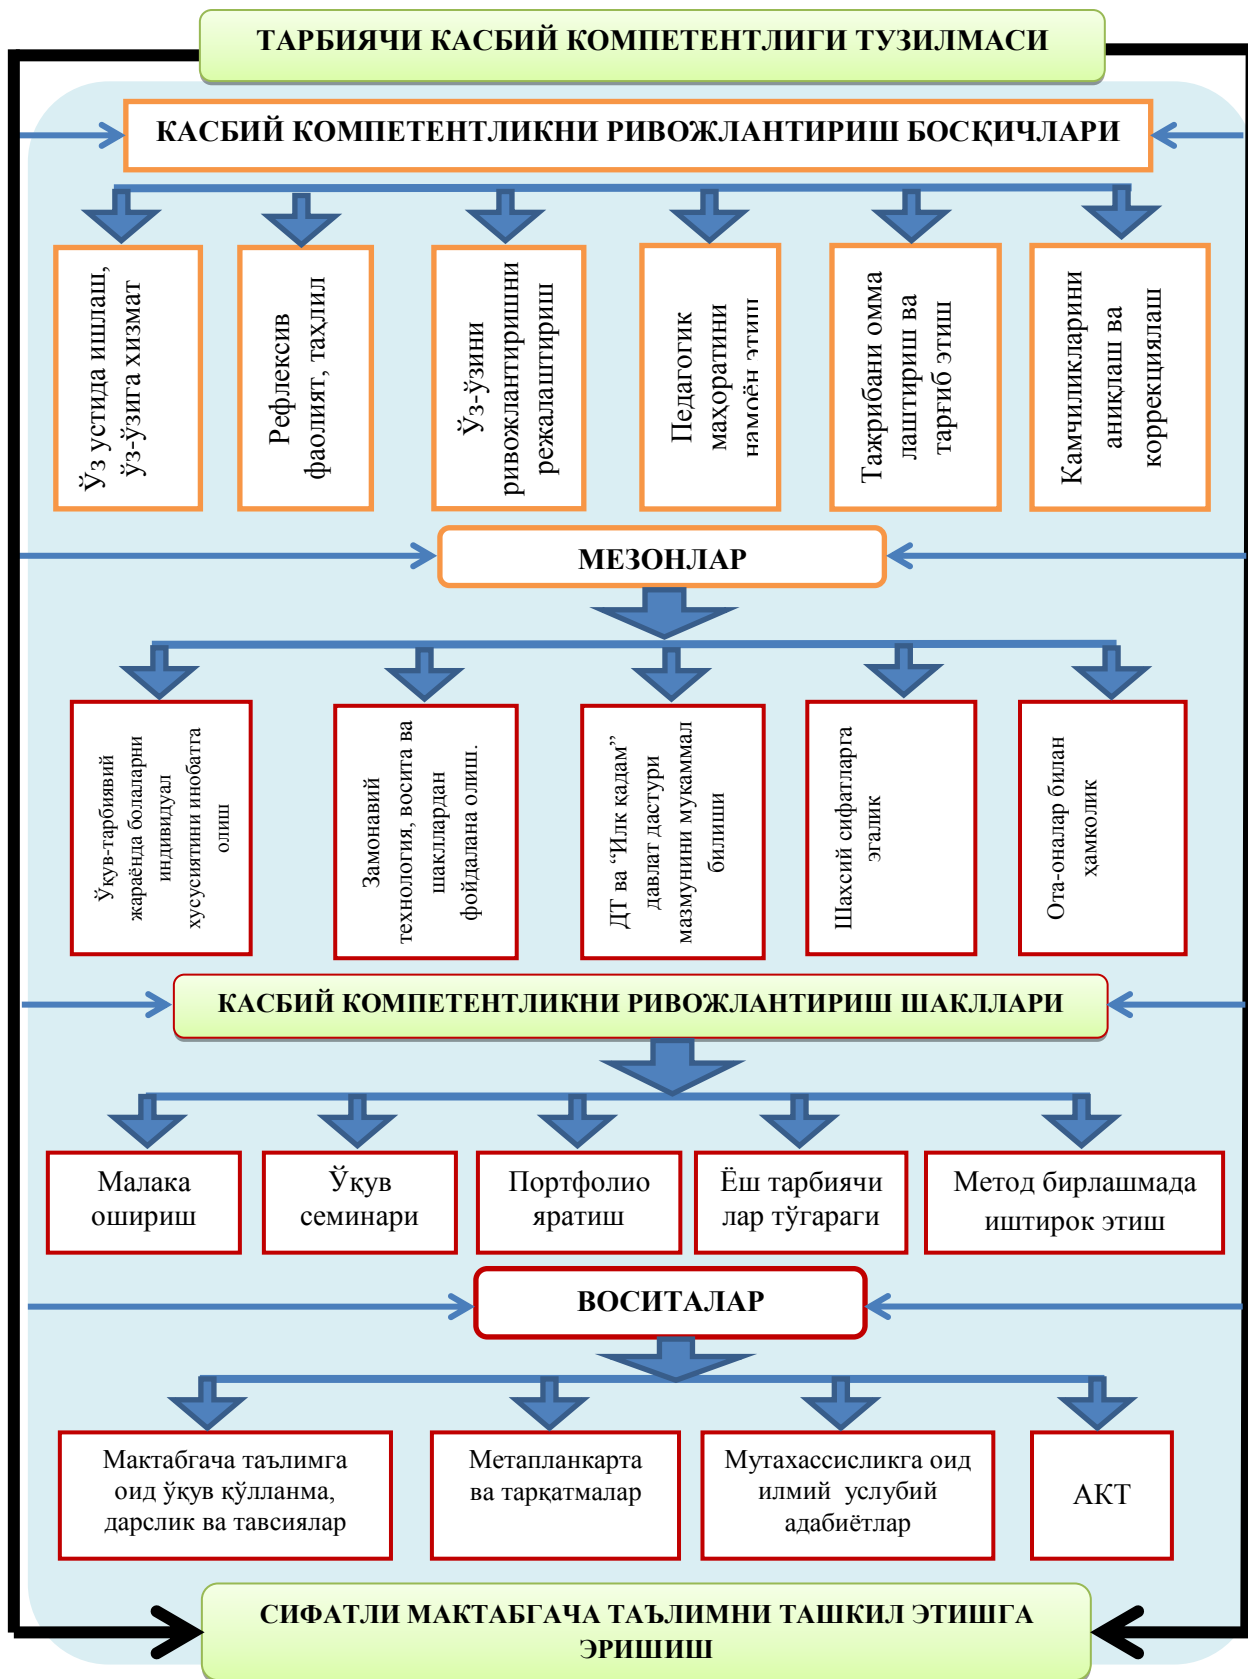 ТАРБИЯЧИ КАСБИЙ КОМПЕТЕНТЛИГИ ТУЗИЛМАСИ
КАСБИЙ КОМПЕТЕНТЛИКНИ РИВОЖЛАНТИРИШ БОСҚИЧЛАРИ
Ўз устида ишлаш,
ўз-ўзига хизмат
Рефлексив
фаолият, таҳлил
Ўз-ўзини
ривожлантиришни
режалаштириш
Педагогик
маҳоратини
намоён этиш
Тажрибани омма
лаштириш ва
тарғиб этиш
Камчиликларини
аниқлаш ва
коррекциялаш
МЕЗОНЛАР
Ўқув-тарбиявий
жараёнда болаларни
индивидуал
хусусиятини инобатга
олиш
Замонавий
технология, восита ва
шакллардан
фойдалана олиш.
ДТ ва “Илк қадам”
давлат дастури
мазмунини мукаммал
билиши
Шахсий сифатларга
эгалик
Ота-оналар билан
ҳамколик
КАСБИЙ КОМПЕТЕНТЛИКНИ РИВОЖЛАНТИРИШ ШАКЛЛАРИ
Малака
ошириш
Ўқув
семинари
Портфолио
яратиш
Ёш тарбиячи
лар тўгараги
Метод бирлашмада
иштирок этиш
ВОСИТАЛАР
Мактабгача таълимга
оид ўқув қўлланма,
дарслик ва тавсиялар
Метапланкарта
ва тарқатмалар
Мутахассисликга оид
илмий услубий
адабиётлар
АКТ
СИФАТЛИ МАКТАБГАЧА ТАЪЛИМНИ ТАШКИЛ ЭТИШГА
ЭРИШИШ